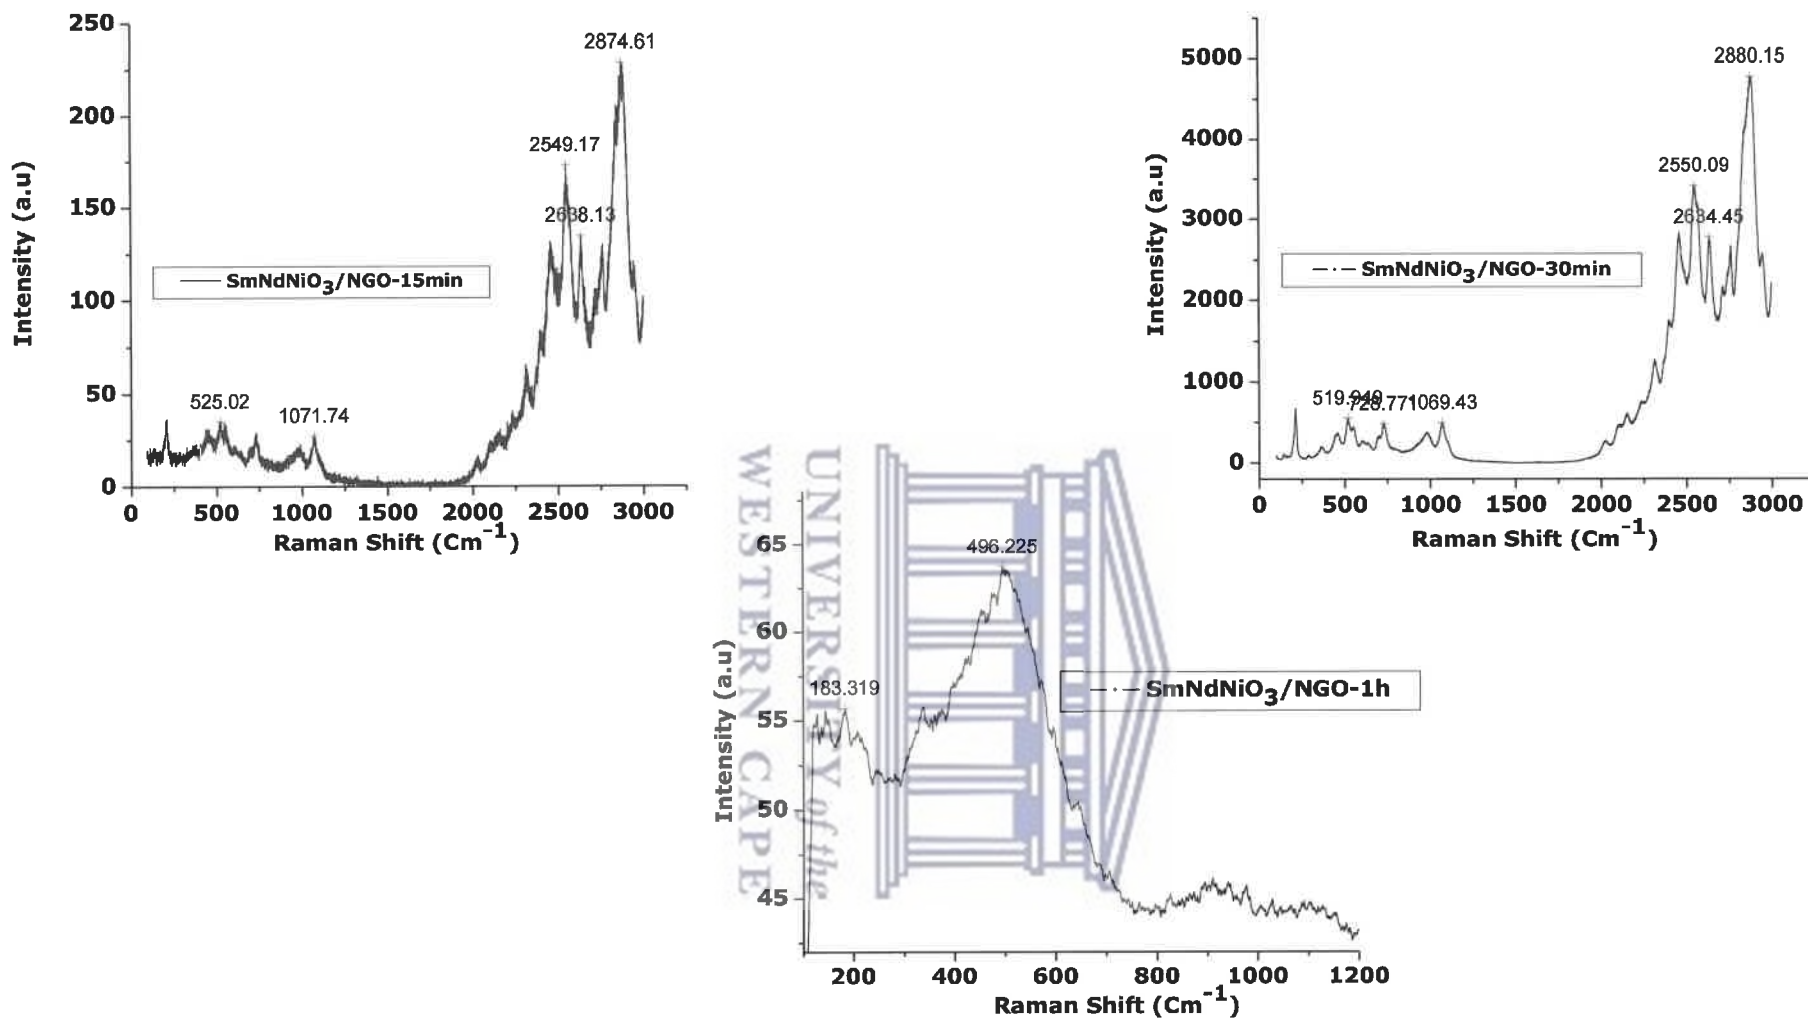 250
200
150
100
50
0
Intensity (a.u)
2874.61
2549.17
2638.13
525.02
1071.74
SmNdNiO3/NGO-15min
0 500 1000 1500 2000 2500 3000
Raman Shift (Cm-1)
5000
4000
3000
2000
1000
0
Intensity (a.u)
2880.15
2550.09
2634.45
519.949
728.771
1069.43
SmNdNiO3/NGO-30min
0 500 1000 1500 2000 2500 3000
Raman Shift (Cm-1)
65
60
55
50
45
Intensity (a.u)
496.225
183.319
SmNdNiO3/NGO-1h
200 400 600 800 1000 1200
Raman Shift (Cm-1)
UNIVERSITY of the
WESTERN CAPE